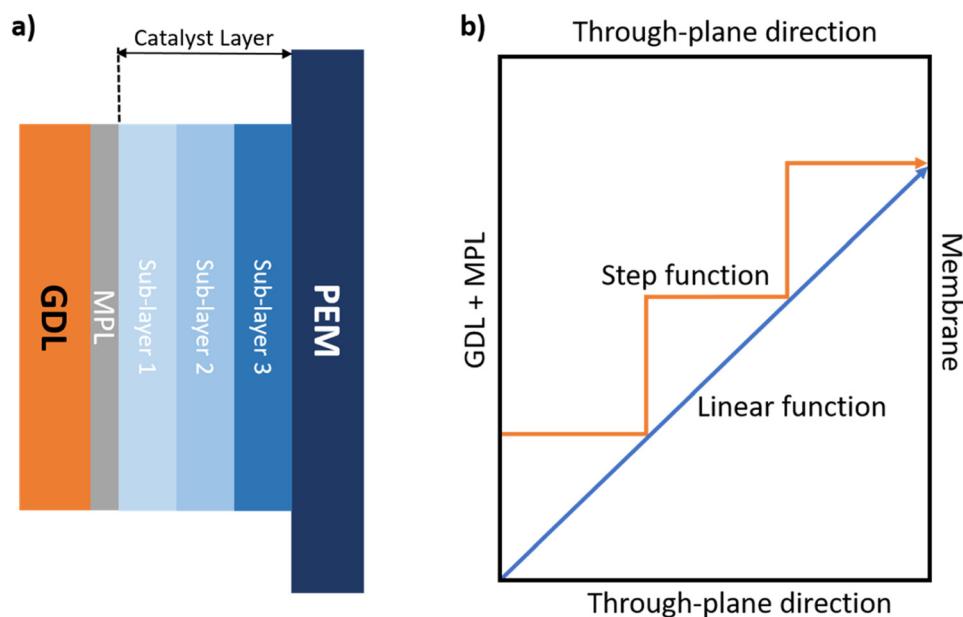 a)
Catalyst Layer
GDL
MPL
Sub-layer 1
Sub-layer 2
Sub-layer 3
PEM
b)
Through-plane direction
GDL + MPL
Step function
Linear function
Membrane
Through-plane direction